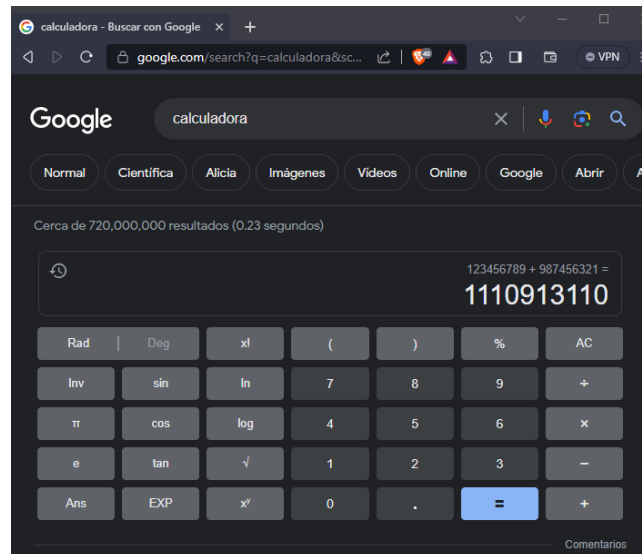 calculadora - Buscar con Google
google.com/search?q=calculadora&sc... VPN
Google calculadora
Normal Científica Alicia Imágenes Vídeos Online Google Abrir
Cerca de 720,000,000 resultados (0.23 segundos)
123456789 + 987456321 =
1110913110
Rad | Deg x! ( ) % AC
Inv sin ln 7 8 9 ÷
π cos log 4 5 6 ×
e tan √ 1 2 3 −
Ans EXP xʸ 0 . = +
Comentarios